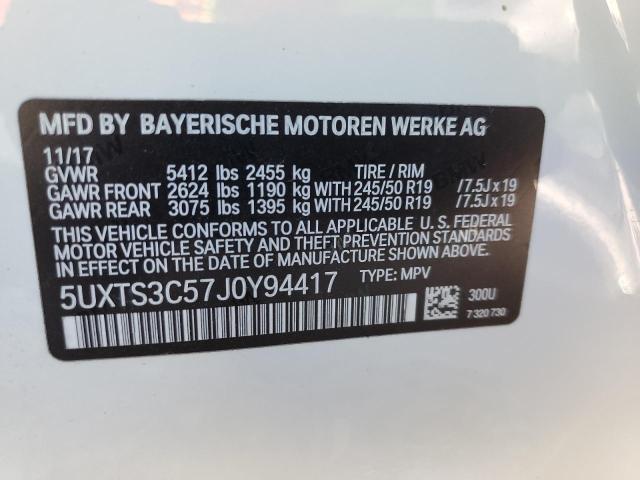 MFD BY BAYERISCHE MOTOREN WERKE AG
11/17
GVWR 5412 lbs 2455 kg TIRE / RIM
GAWR FRONT 2624 lbs 1190 kg WITH 245/50 R19 /7.5J x 19
GAWR REAR 3075 lbs 1395 kg WITH 245/50 R19 /7.5J x 19
THIS VEHICLE CONFORMS TO ALL APPLICABLE U. S. FEDERAL
MOTOR VEHICLE SAFETY AND THEFT PREVENTION STANDARDS
IN EFFECT ON THE DATE OF MANUFACTURE SHOWN ABOVE.
5UXTS3C57J0Y94417 TYPE: MPV
300U
7 320 730